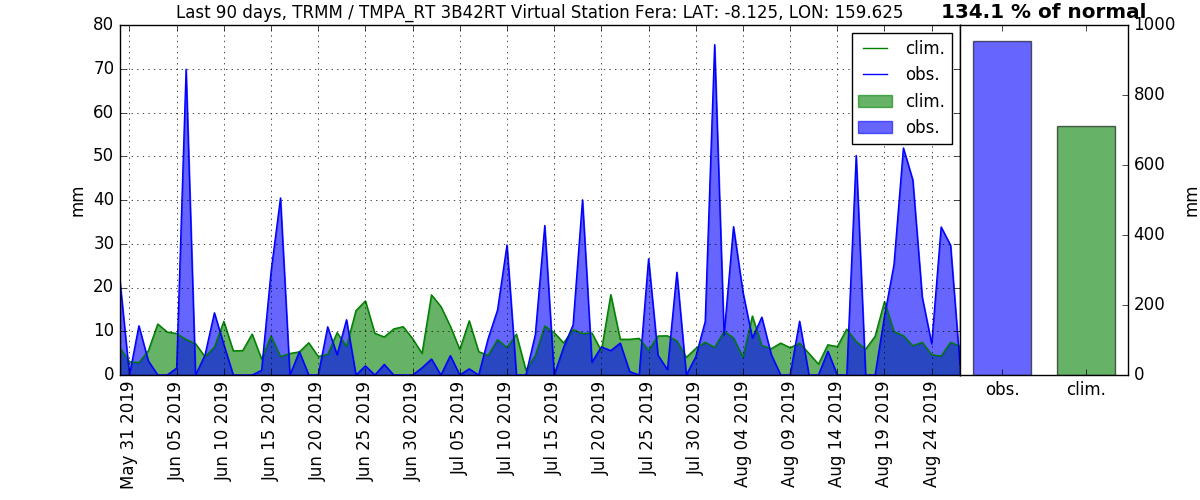 Last 90 days, TRMM / TMPA_RT 3B42RT Virtual Station Fera: LAT: -8.125, LON: 159.625
134.1 % of normal
80
70
60
50
40
30
20
10
0
mm
clim.
obs.
clim.
obs.
1000
800
600
400
200
0
mm
obs.
clim.
May 31 2019
Jun 05 2019
Jun 10 2019
Jun 15 2019
Jun 20 2019
Jun 25 2019
Jun 30 2019
Jul 05 2019
Jul 10 2019
Jul 15 2019
Jul 20 2019
Jul 25 2019
Jul 30 2019
Aug 04 2019
Aug 09 2019
Aug 14 2019
Aug 19 2019
Aug 24 2019